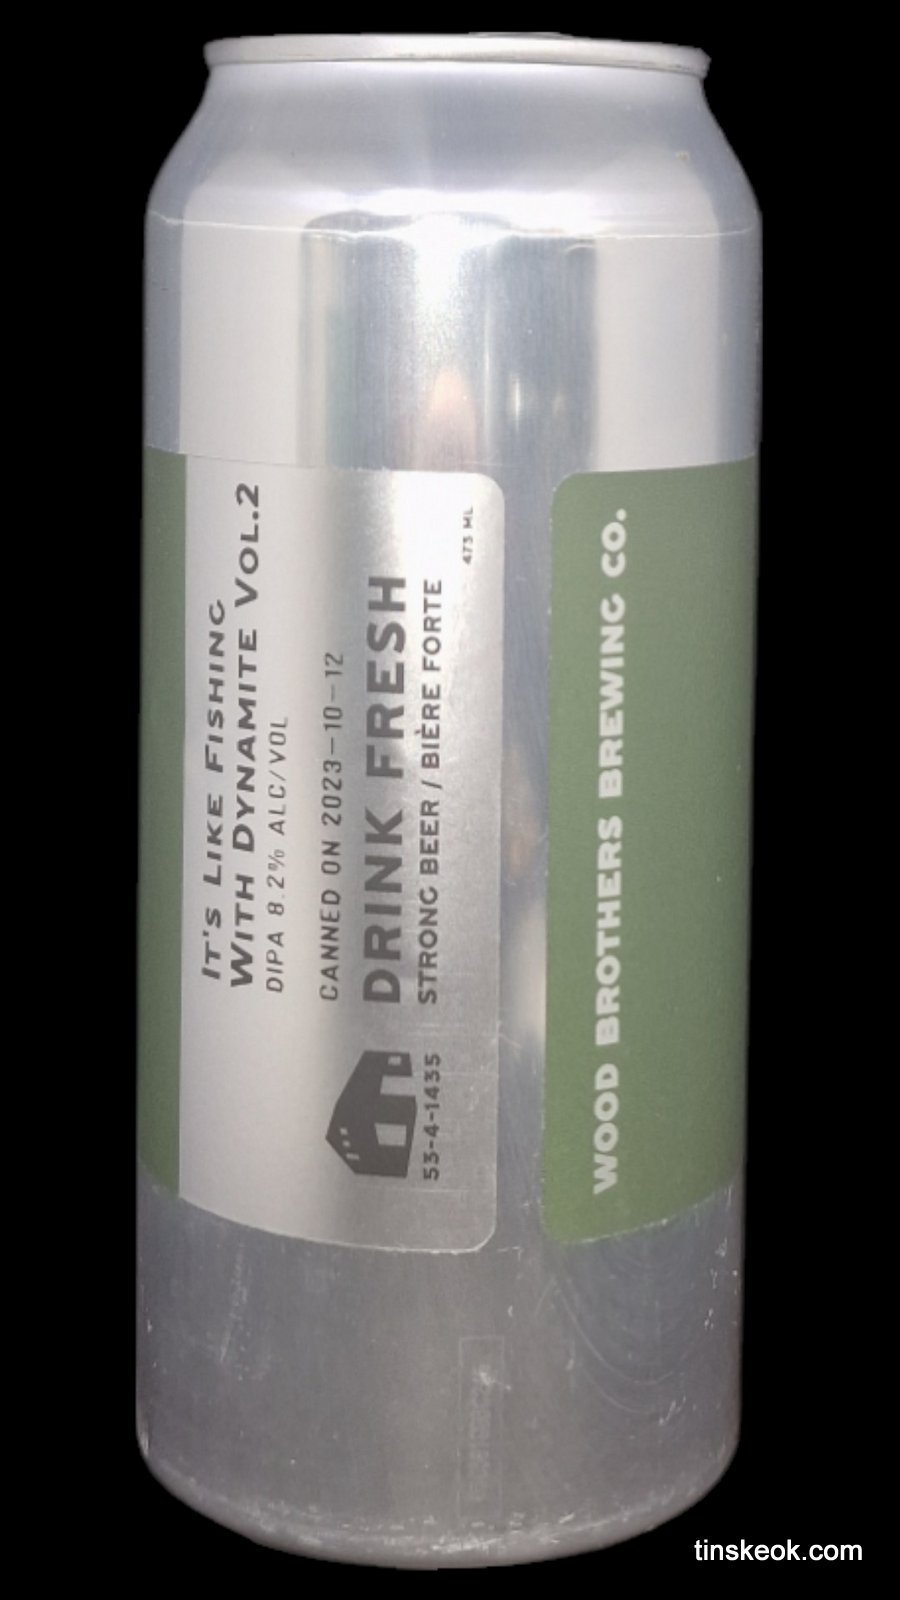 IT'S LIKE FISHING
WITH DYNAMITE VOL.2
DIPA 8.2% ALC/VOL
CANNED ON 2023-10-12
DRINK FRESH
STRONG BEER / BIÈRE FORTE
473 ML
53-4-1435
WOOD BROTHERS BREWING CO.
tinskeok.com